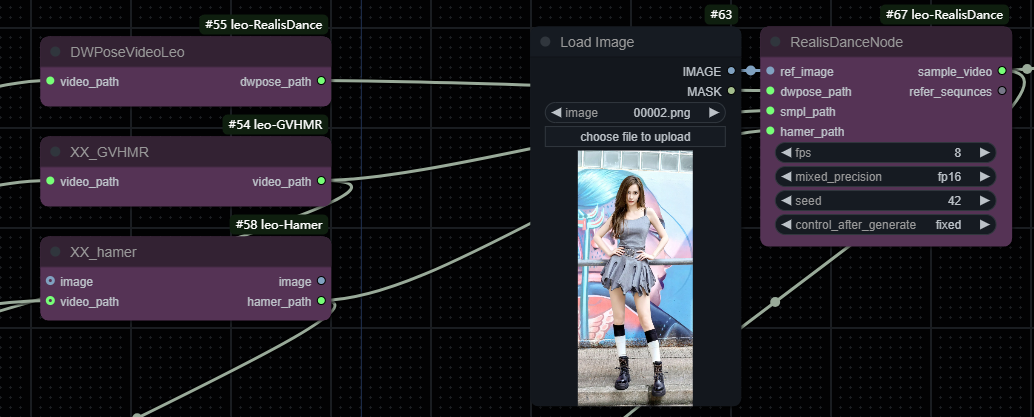 #55 leo-RealisDance
DWPoseVideoLeo
video_path dwpose_path
#54 leo-GVHMR
XX_GVHMR
video_path video_path
#58 leo-Hamer
XX_hamer
image image
video_path hamer_path
#63
Load Image
IMAGE
MASK
image 00002.png
choose file to upload
#67 leo-RealisDance
RealisDanceNode
ref_image sample_video
dwpose_path refer_sequnces
smpl_path
hamer_path
fps 8
mixed_precision fp16
seed 42
control_after_generate fixed